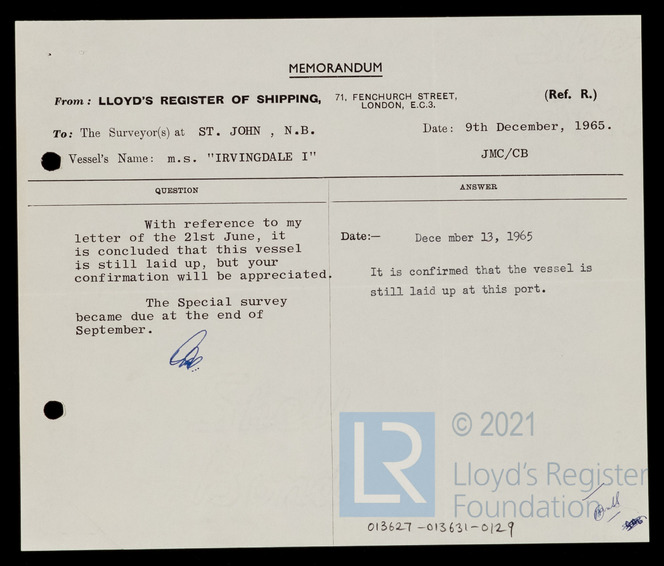 MEMORANDUM
From: LLOYD'S REGISTER OF SHIPPING, 71, FENCHURCH STREET, LONDON, E.C.3. (Ref. R.)
To: The Surveyor(s) at ST. JOHN , N.B. Date: 9th December, 1965.
Vessel's Name: m.s. "IRVINGDALE I" JMC/CB
QUESTION
With reference to my
letter of the 21st June, it
is concluded that this vessel
is still laid up, but your
confirmation will be appreciated.
The Special survey
became due at the end of
September.
ANSWER
Date:— Dece mber 13, 1965
It is confirmed that the vessel is
still laid up at this port.
© 2021
LR
Lloyd's Register
Foundation
013627-013631-0129